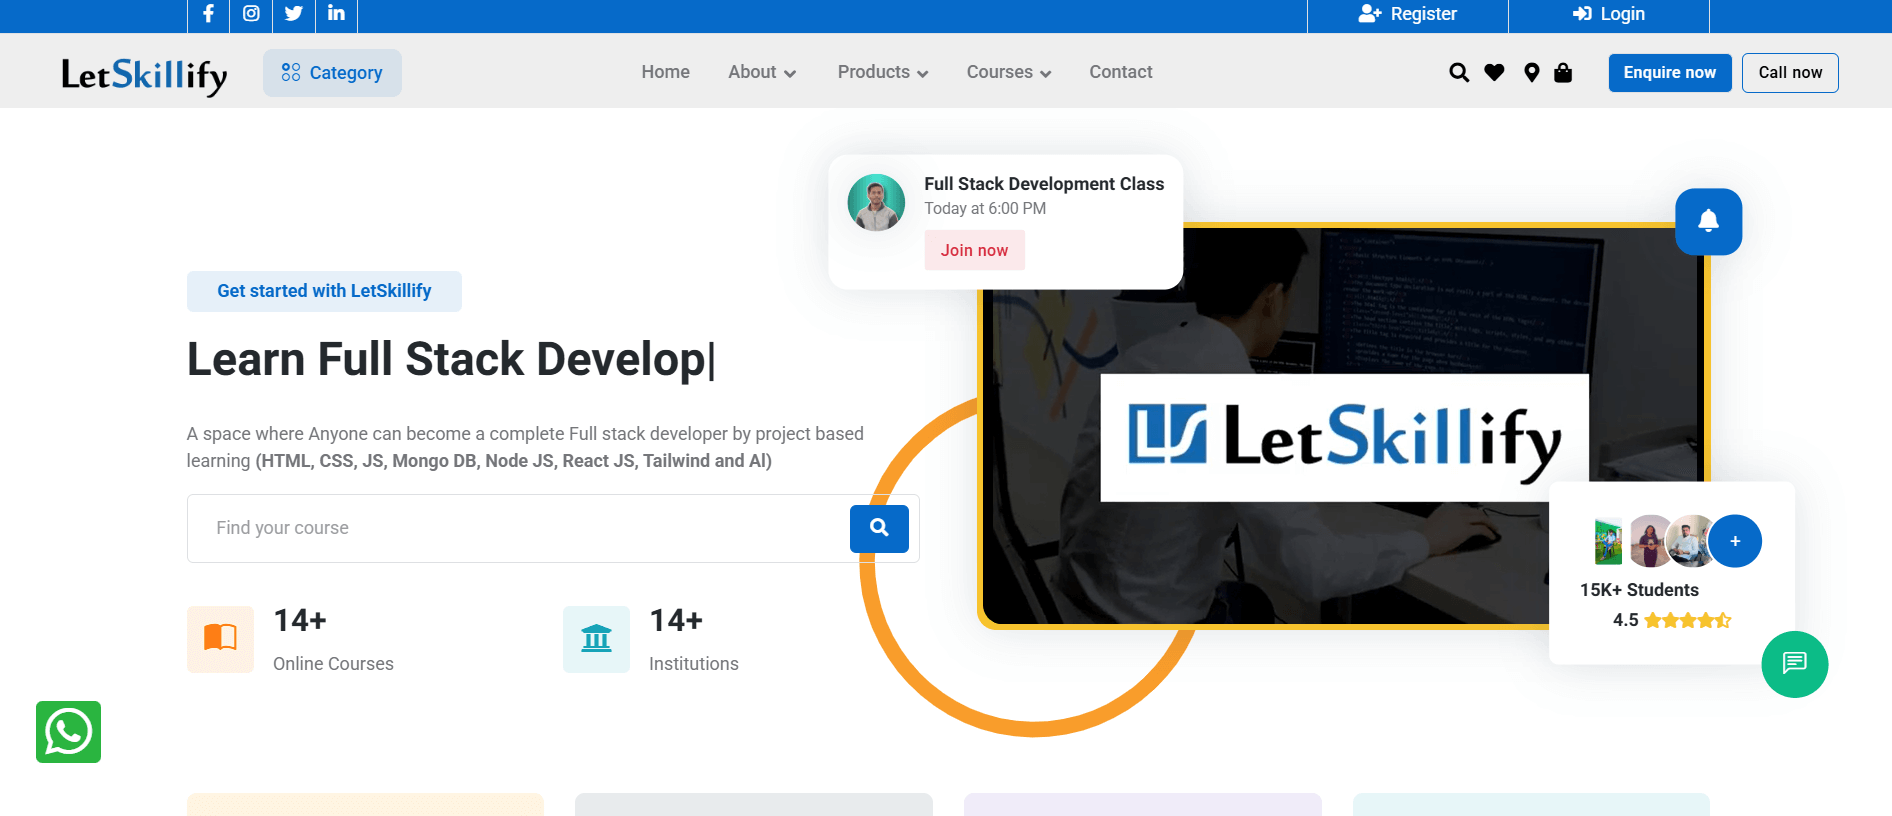 Register
Login
LetSkillify
Category
Home
About
Products
Courses
Contact
Enquire now
Call now
Full Stack Development Class
Today at 6:00 PM
Join now
Get started with LetSkillify
Learn Full Stack Develop|
A space where Anyone can become a complete Full stack developer by project based
learning (HTML, CSS, JS, Mongo DB, Node JS, React JS, Tailwind and AI)
Find your course
14+
Online Courses
14+
Institutions
LetSkillify
+
15K+ Students
4.5